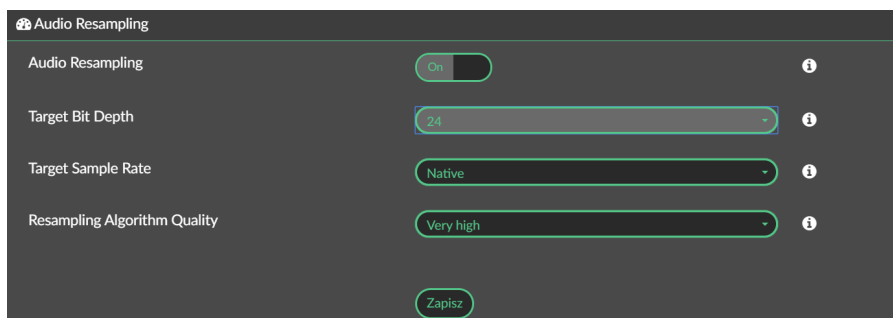 Audio Resampling
Audio Resampling
On
Target Bit Depth
24
Target Sample Rate
Native
Resampling Algorithm Quality
Very high
Zapisz